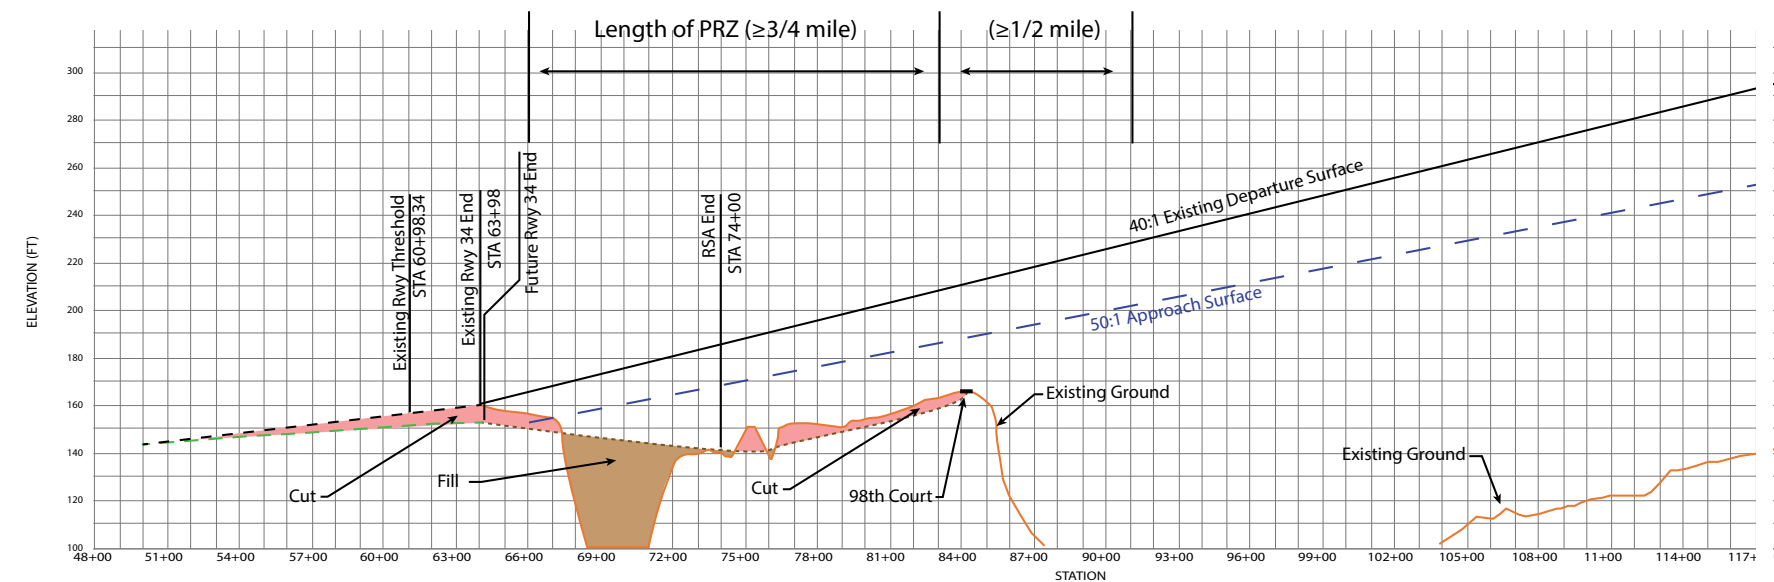 Length of PRZ (≥3/4 mile)
(≥1/2 mile)
300
280
260
240
220
200
180
160
140
120
100
ELEVATION (FT)
Existing Rwy Threshold
STA 60+98.34
Existing Rwy 34 End
STA 63+98
Future Rwy 34 End
RSA End
STA 74+00
40:1 Existing Departure Surface
50:1 Approach Surface
Existing Ground
Existing Ground
Cut
Fill
Cut
98th Court
48+00
51+00
54+00
57+00
60+00
63+00
66+00
69+00
72+00
75+00
78+00
81+00
84+00
87+00
90+00
93+00
96+00
99+00
102+00
105+00
108+00
111+00
114+00
117+
STATION